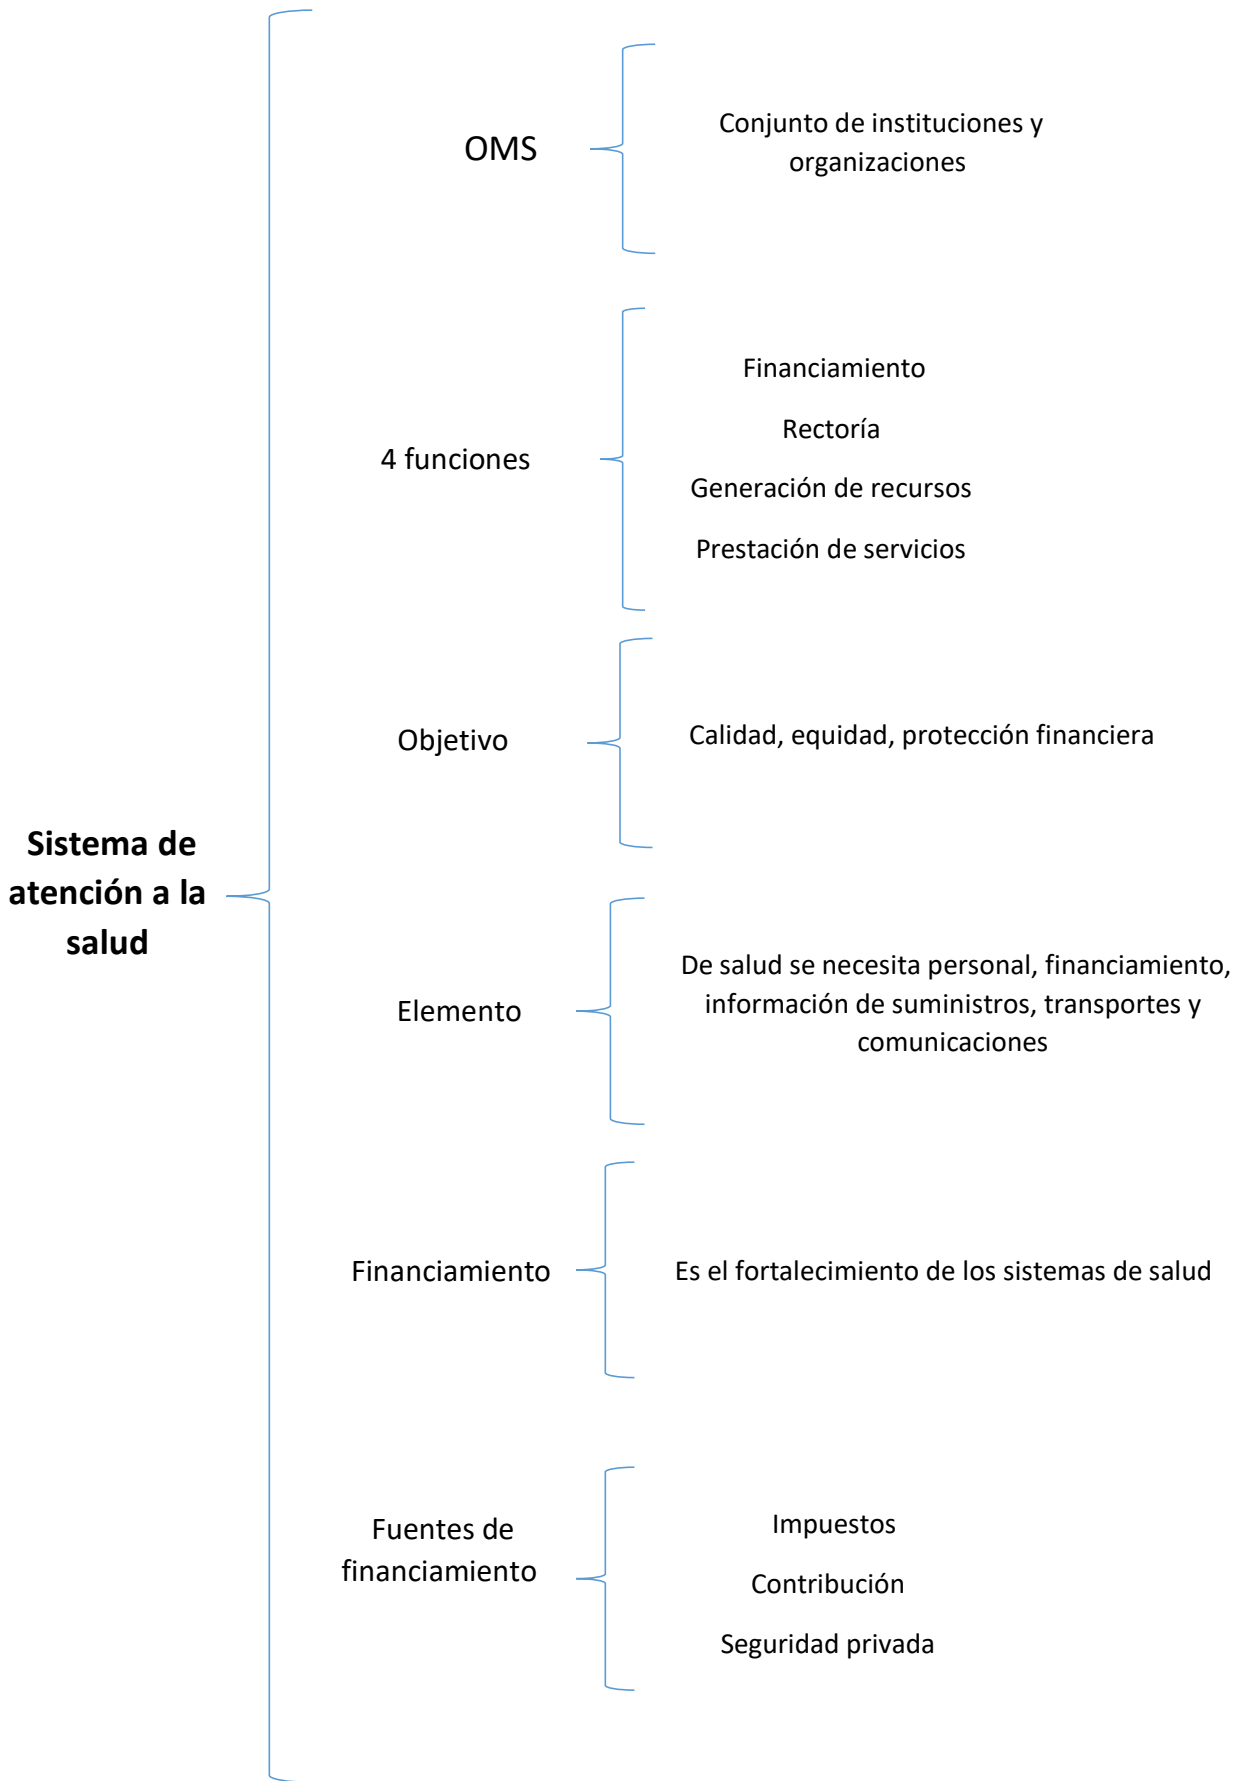 Sistema de
atención a la
salud
OMS
Conjunto de instituciones y
organizaciones
4 funciones
Financiamiento
Rectoría
Generación de recursos
Prestación de servicios
Objetivo
Calidad, equidad, protección financiera
Elemento
De salud se necesita personal, financiamiento,
información de suministros, transportes y
comunicaciones
Financiamiento
Es el fortalecimiento de los sistemas de salud
Fuentes de
financiamiento
Impuestos
Contribución
Seguridad privada